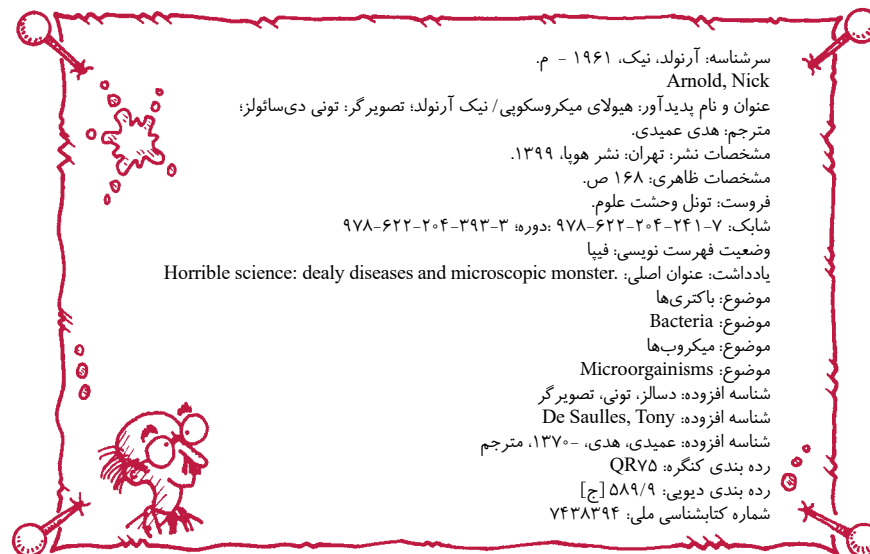 سرشناسه: آرنولد، نیک، ۱۹۶۱ - م.
Arnold, Nick
عنوان و نام پدیدآور: هیولای میکروسکوپی/ نیک آرنولد؛ تصویرگر: تونی دی‌سائولز؛
مترجم: هدی عمیدی.
مشخصات نشر: تهران: نشر هوپا، ۱۳۹۹.
مشخصات ظاهری: ۱۶۸ ص.
فروست: تونل وحشت علوم.
شابک: ۷-۲۴۱-۲۰۴-۶۲۲-۹۷۸ :دوره؛ ۳-۳۹۳-۲۰۴-۶۲۲-۹۷۸
وضعیت فهرست نویسی: فیپا
یادداشت: عنوان اصلی: .Horrible science: dealy diseases and microscopic monster
موضوع: باکتری‌ها
موضوع: Bacteria
موضوع: میکروب‌ها
موضوع: Microorgainisms
شناسه افزوده: دسالز، تونی، تصویرگر
شناسه افزوده: De Saulles, Tony
شناسه افزوده: عمیدی، هدی، -۱۳۷۰، مترجم
رده بندی کنگره: QR۷۵
رده بندی دیویی: ۵۸۹/۹ [ج]
شماره کتابشناسی ملی: ۷۴۳۸۳۹۴